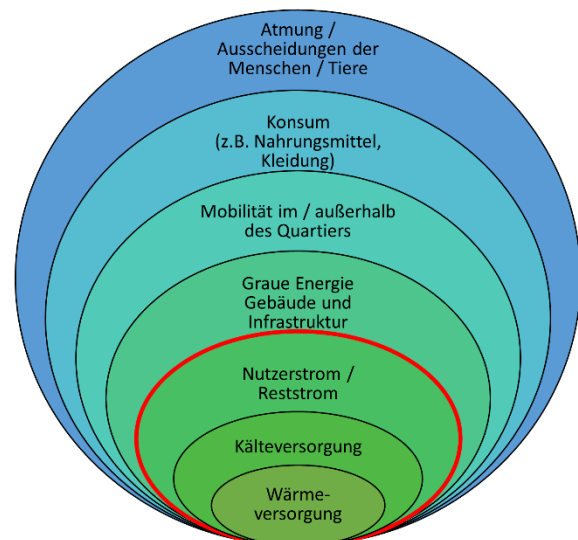 Atmung /
Ausscheidungen der
Menschen / Tiere
Konsum
(z.B. Nahrungsmittel,
Kleidung)
Mobilität im / außerhalb
des Quartiers
Graue Energie
Gebäude und
Infrastruktur
Nutzerstrom /
Reststrom
Kälteversorgung
Wärme-
versorgung